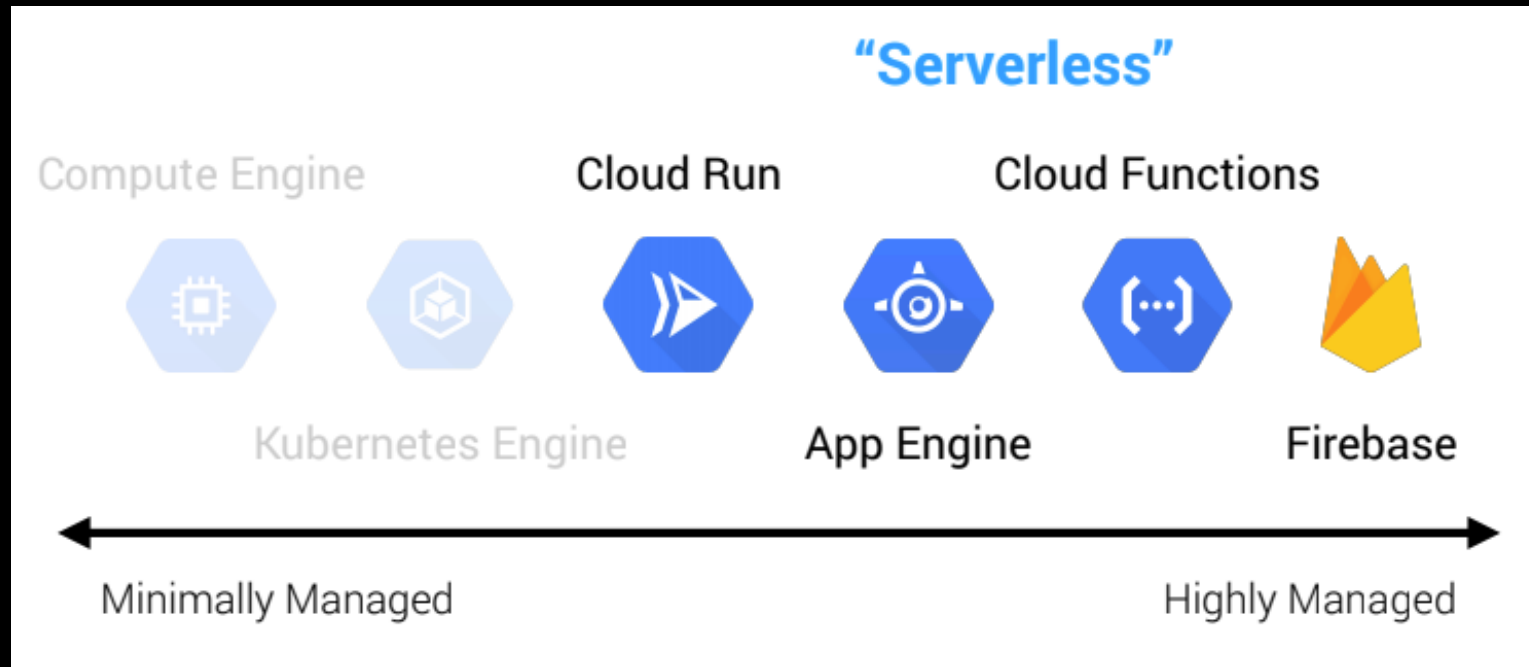 “Serverless”
Compute Engine
Cloud Run
Cloud Functions
Kubernetes Engine
App Engine
Firebase
Minimally Managed
Highly Managed